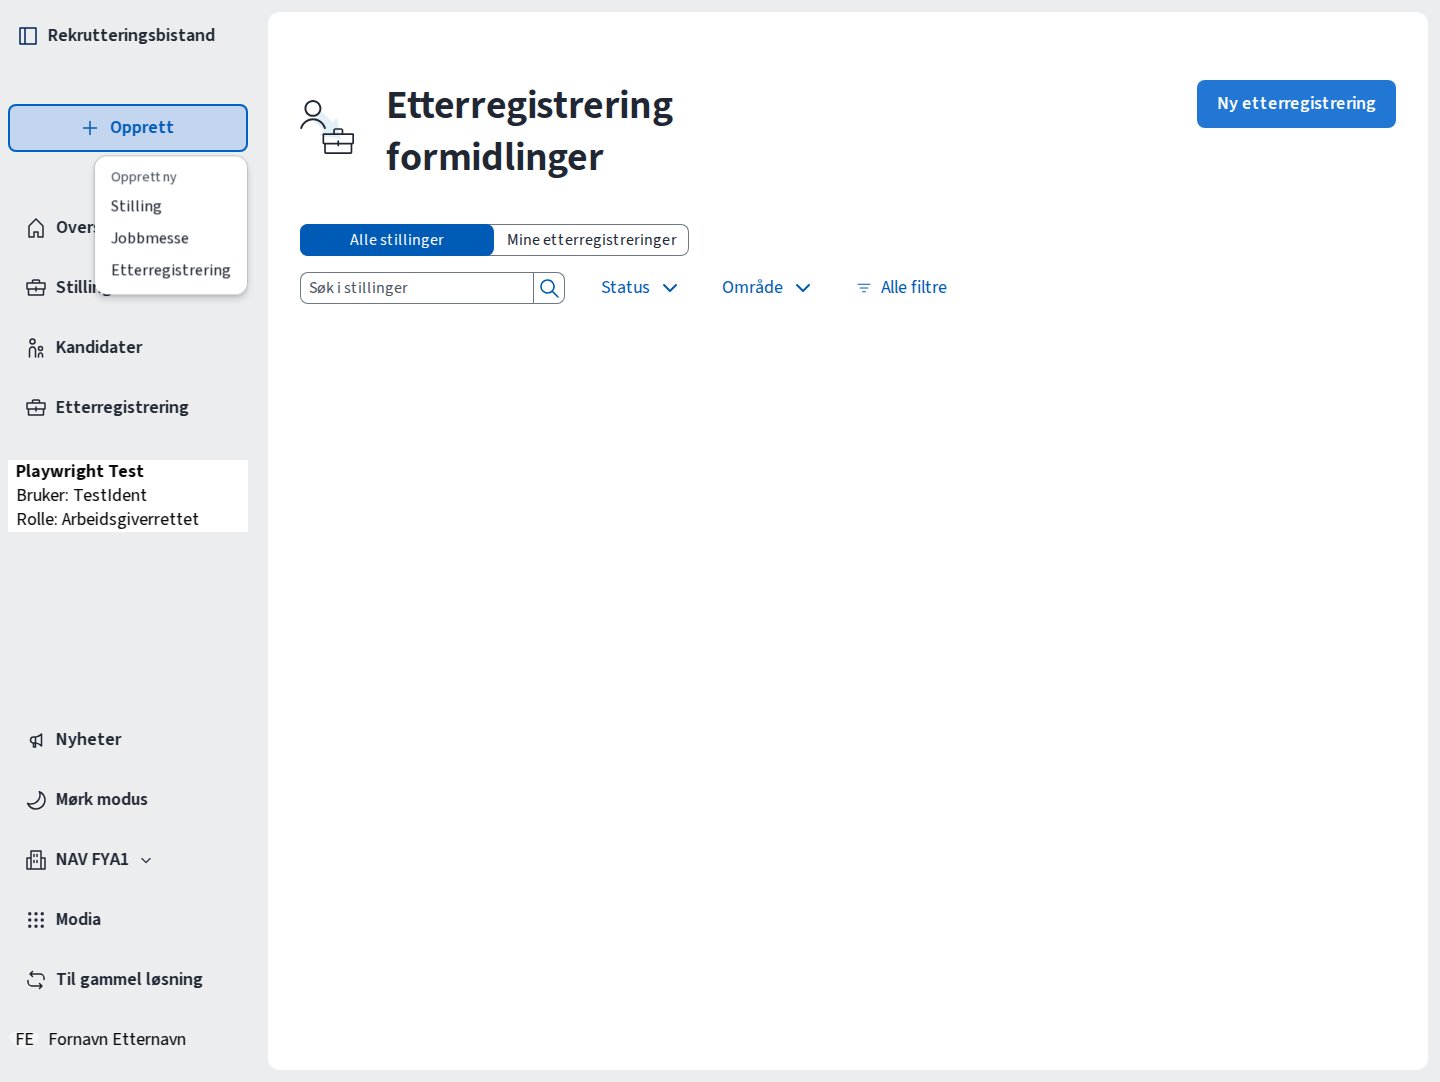 Rekrutteringsbistand
Opprett
Opprett ny
Stilling
Jobbmesse
Etterregistrering
Kandidater
Etterregistrering
Playwright Test
Bruker: TestIdent
Rolle: Arbeidsgiverrettet
Nyheter
Mørk modus
NAV FYA1
Modia
Til gammel løsning
FE Fornavn Etternavn
Etterregistrering
formidlinger
Ny etterregistrering
Alle stillinger
Mine etterregistreringer
Søk i stillinger
Status
Område
Alle filtre